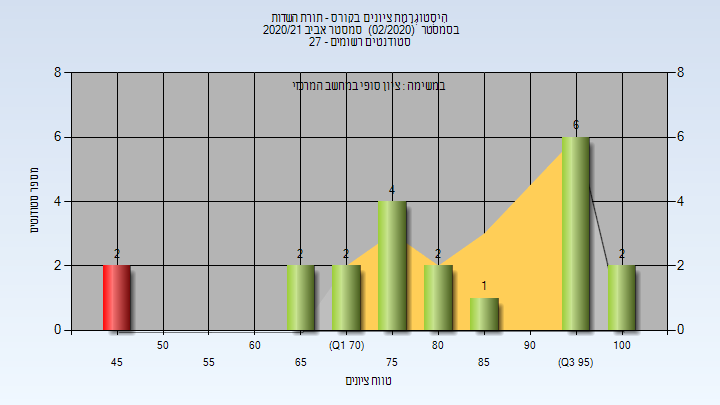 הִיסְטוֹגְרָמַת ציונים בקורס - תורת השדות
בסמסטר (02/2020) סמסטר אביב 2020/21
סטודנטים רשומים - 27
במשימה : ציון סופי במחשב המרכזי
8 8
6 6
4 4
2 2
0 0
מספר סטודנטים
2 2 2 4 2 1 6 2
50 60 (Q1 70) 80 90 100
45 55 65 75 85 (Q3 95)
טווח ציונים